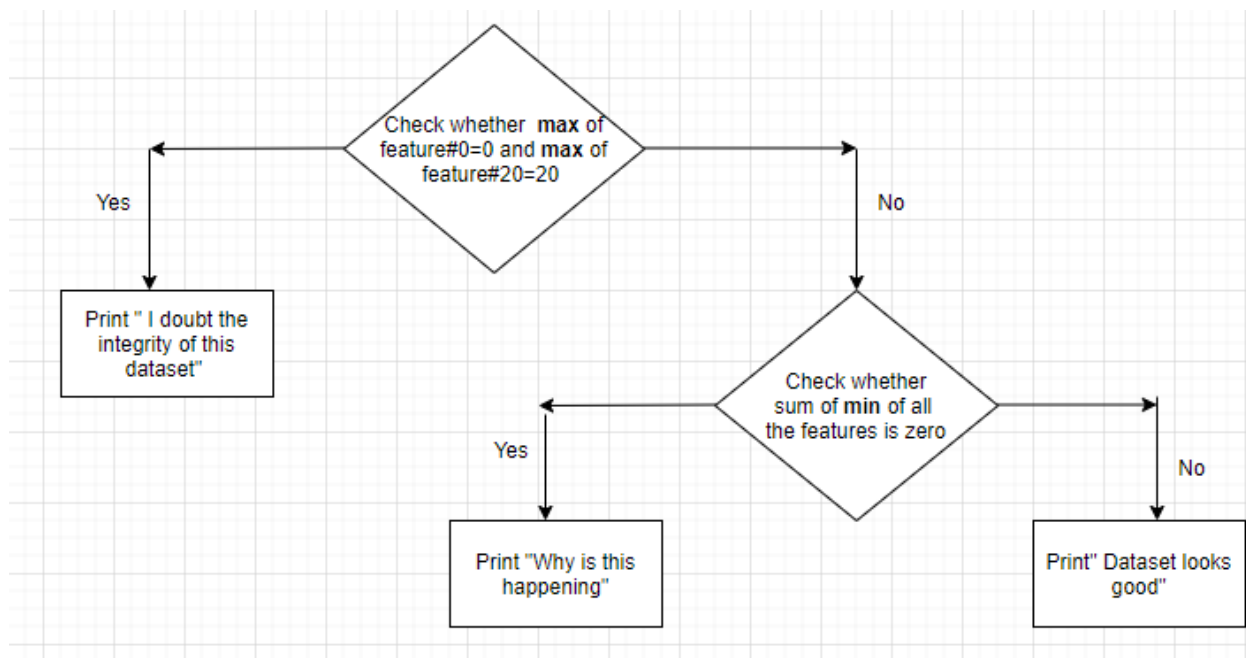 Check whether  max of
feature#0=0 and max of
feature#20=20
Yes
No
Print " I doubt the
integrity of this
dataset"
Check whether
sum of min of all
the features is zero
Yes
No
Print "Why is this
happening"
Print" Dataset looks
good"